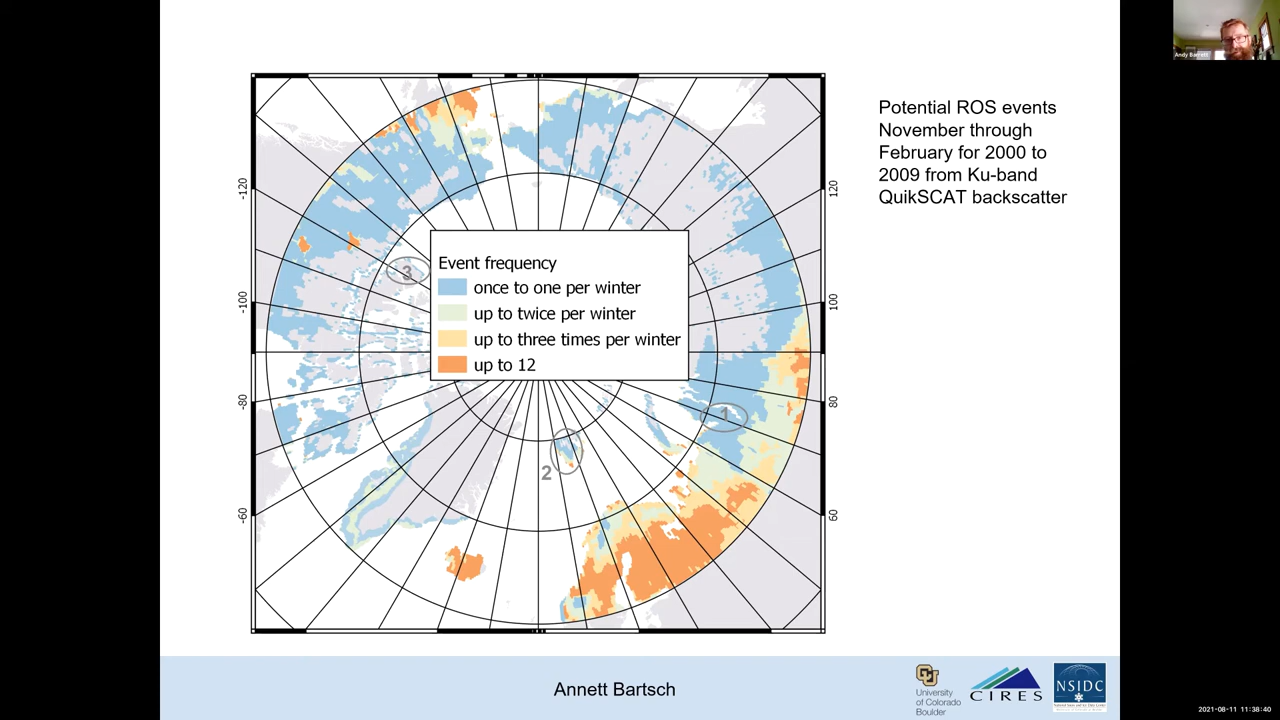 Andy Barrett
Potential ROS events
November through
February for 2000 to
2009 from Ku-band
QuikSCAT backscatter
-120
-100
-80
-60
120
100
80
60
Event frequency
once to one per winter
up to twice per winter
up to three times per winter
up to 12
3
1
2
Annett Bartsch
CU
University
of Colorado
Boulder
CIRES
NSIDC
2021-08-11 11:38:40